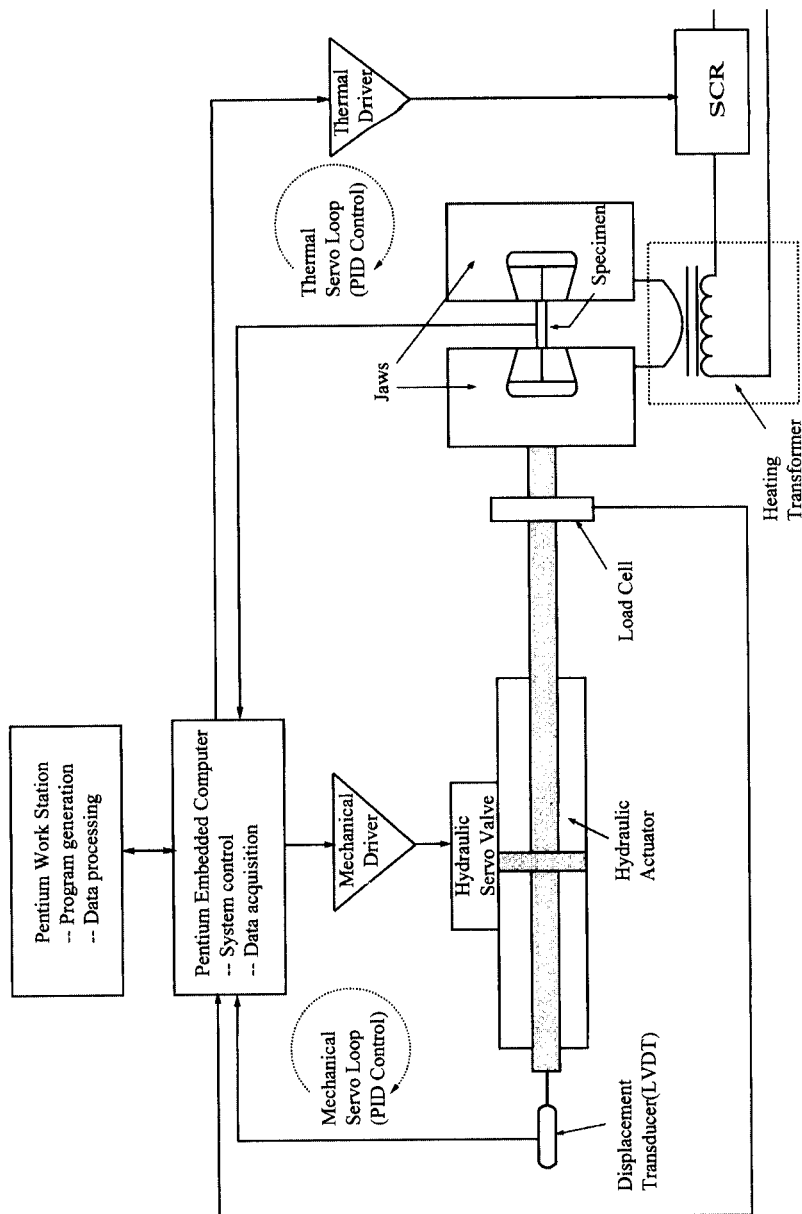 Pentium Work Station
-- Program generation
-- Data processing
Pentium Embedded Computer
-- System control
-- Data acquisition
Mechanical
Servo Loop
(PID Control)
Mechanical
Driver
Thermal
Servo Loop
(PID Control)
Thermal
Driver
Hydraulic
Servo Valve
Jaws
Specimen
SCR
Displacement
Transducer(LVDT)
Hydraulic
Actuator
Load Cell
Heating
Transformer